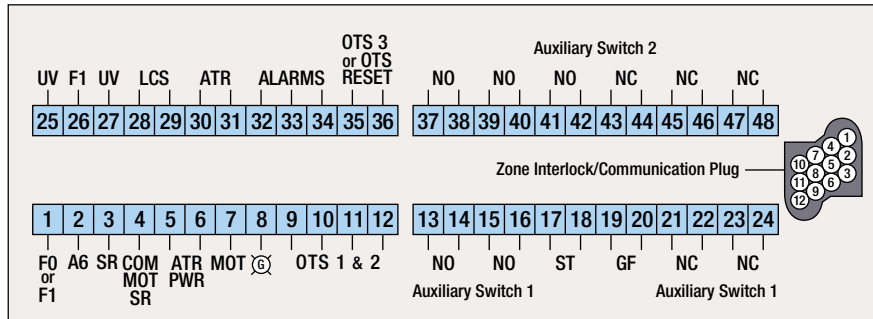 OTS 3
or OTS
RESET
Auxiliary Switch 2
UV F1 UV LCS ATR ALARMS NO NO NO NC NC NC
25 26 27 28 29 30 31 32 33 34 35 36 37 38 39 40 41 42 43 44 45 46 47 48
Zone Interlock/Communication Plug
1
4
7 2
10 5
8 3
11 6
9
12
1 2 3 4 5 6 7 8 9 10 11 12 13 14 15 16 17 18 19 20 21 22 23 24
F0
or
F1
A6
SR
COM
MOT
SR
ATR
PWR
MOT
G
OTS 1 & 2
NO NO ST GF NC NC
Auxiliary Switch 1 Auxiliary Switch 1